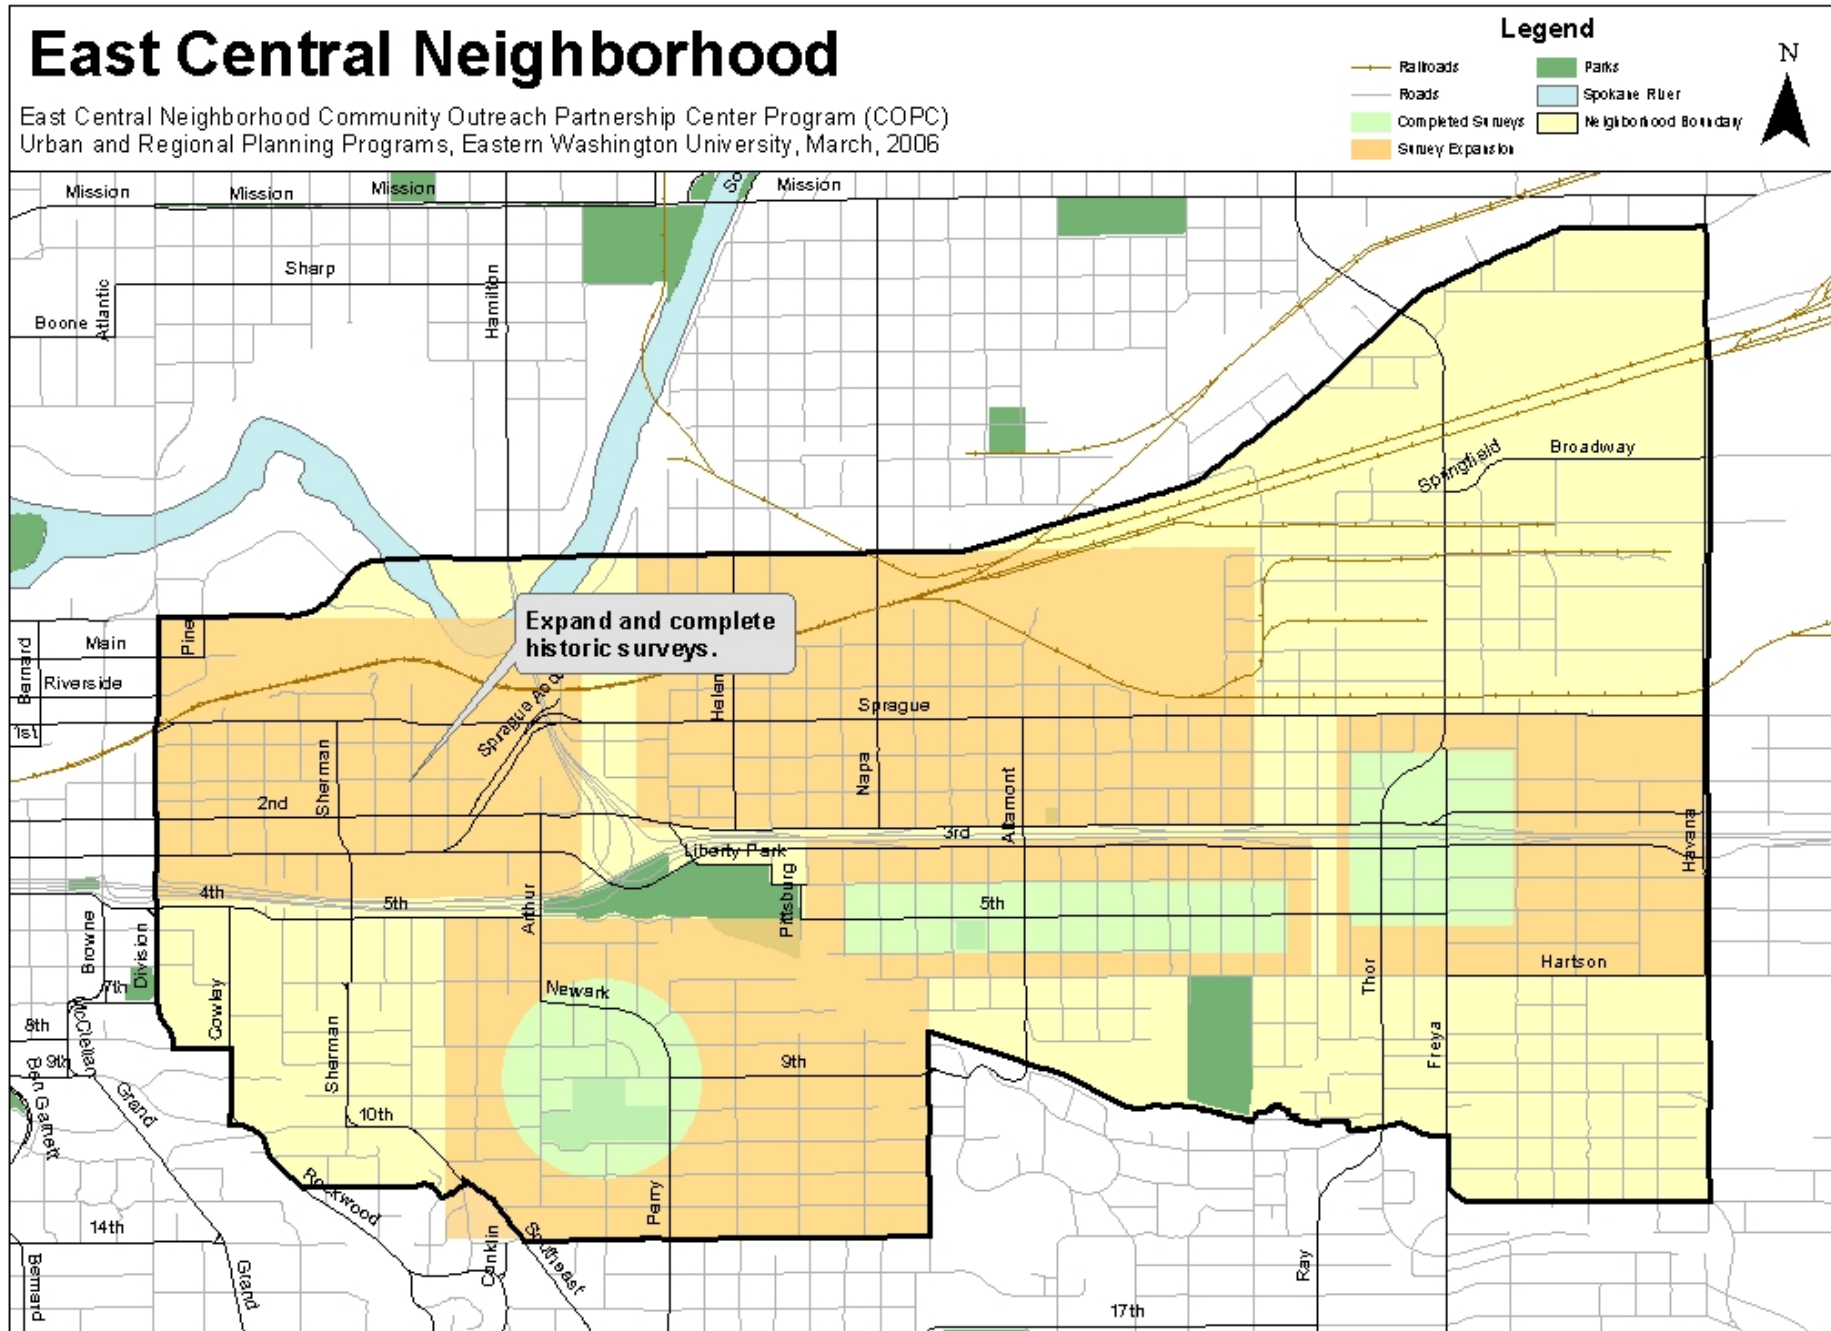 East Central Neighborhood
East Central Neighborhood Community Outreach Partnership Center Program (COPC)
Urban and Regional Planning Programs, Eastern Washington University, March, 2006
Legend
Railroads
Roads
Completed Surveys
Survey Expansion
Parks
Spokane River
Neighborhood Boundary
N
Mission
Mission
Mission
So
Mission
Sharp
Atlantic
Hamilton
Boone
Springfield
Broadway
Expand and complete
historic surveys.
Bernard
Main
Pine
Riverside
1st
Sprague
Helen
Sprague
Sherman
2nd
Napa
Altamont
3rd
Havana
Liberty Park
4th
5th
Arthur
Pittsburg
5th
Browne
Division
7th
Cowley
Newark
Thor
Hartson
8th
McClellan
9th
Sherman
9th
Freya
Ben Garnett
Grand
10th
Rockwood
Perry
14th
Conklin
Southeast
Bernard
Grand
Ray
17th